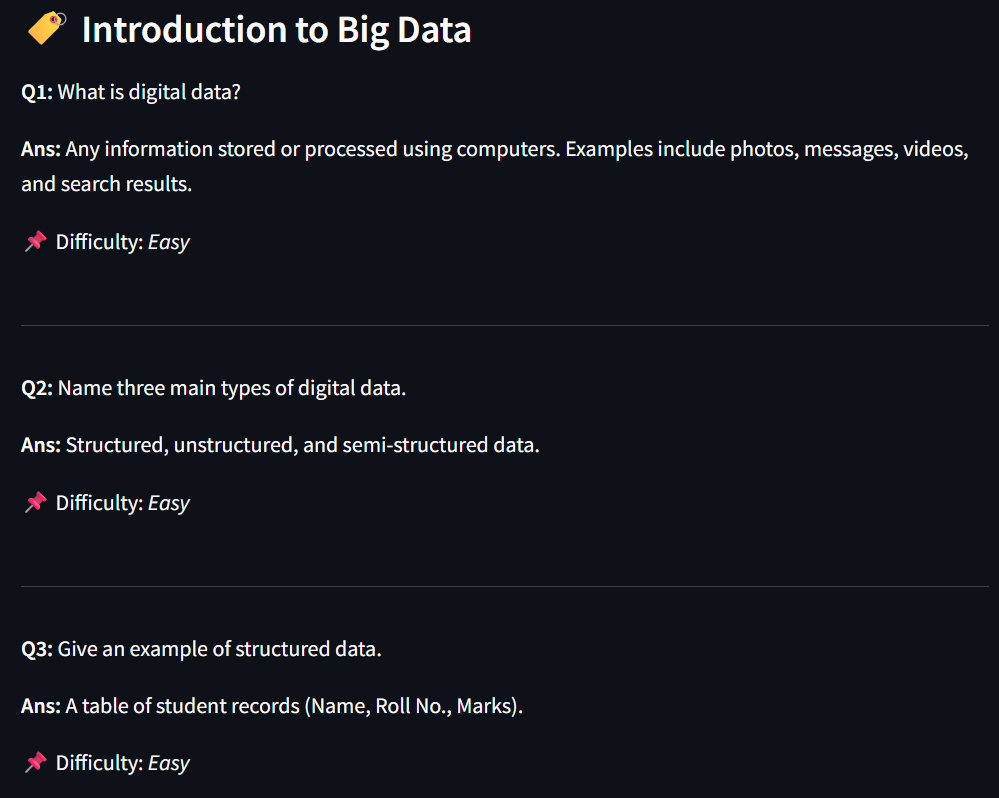 🏷️ Introduction to Big Data
Q1: What is digital data?
Ans: Any information stored or processed using computers. Examples include photos, messages, videos,
and search results.
📌 Difficulty: Easy
Q2: Name three main types of digital data.
Ans: Structured, unstructured, and semi-structured data.
📌 Difficulty: Easy
Q3: Give an example of structured data.
Ans: A table of student records (Name, Roll No., Marks).
📌 Difficulty: Easy